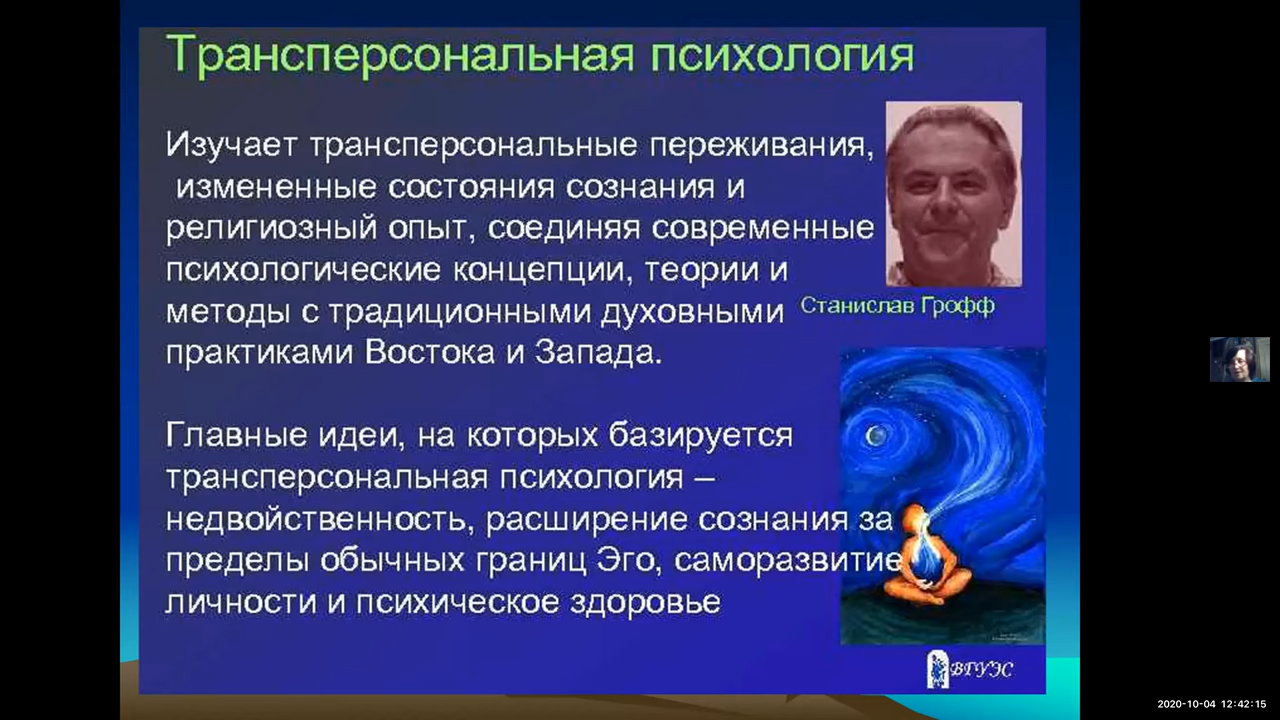 Трансперсональная психология
Изучает трансперсональные переживания,
измененные состояния сознания и
религиозный опыт, соединяя современные
психологические концепции, теории и
методы с традиционными духовными
практиками Востока и Запада.
Станислав Грофф
Главные идеи, на которых базируется
трансперсональная психология –
недвойственность, расширение сознания за
пределы обычных границ Эго, саморазвитие
личности и психическое здоровье
ВГУЭС
2020-10-04 12:42:15